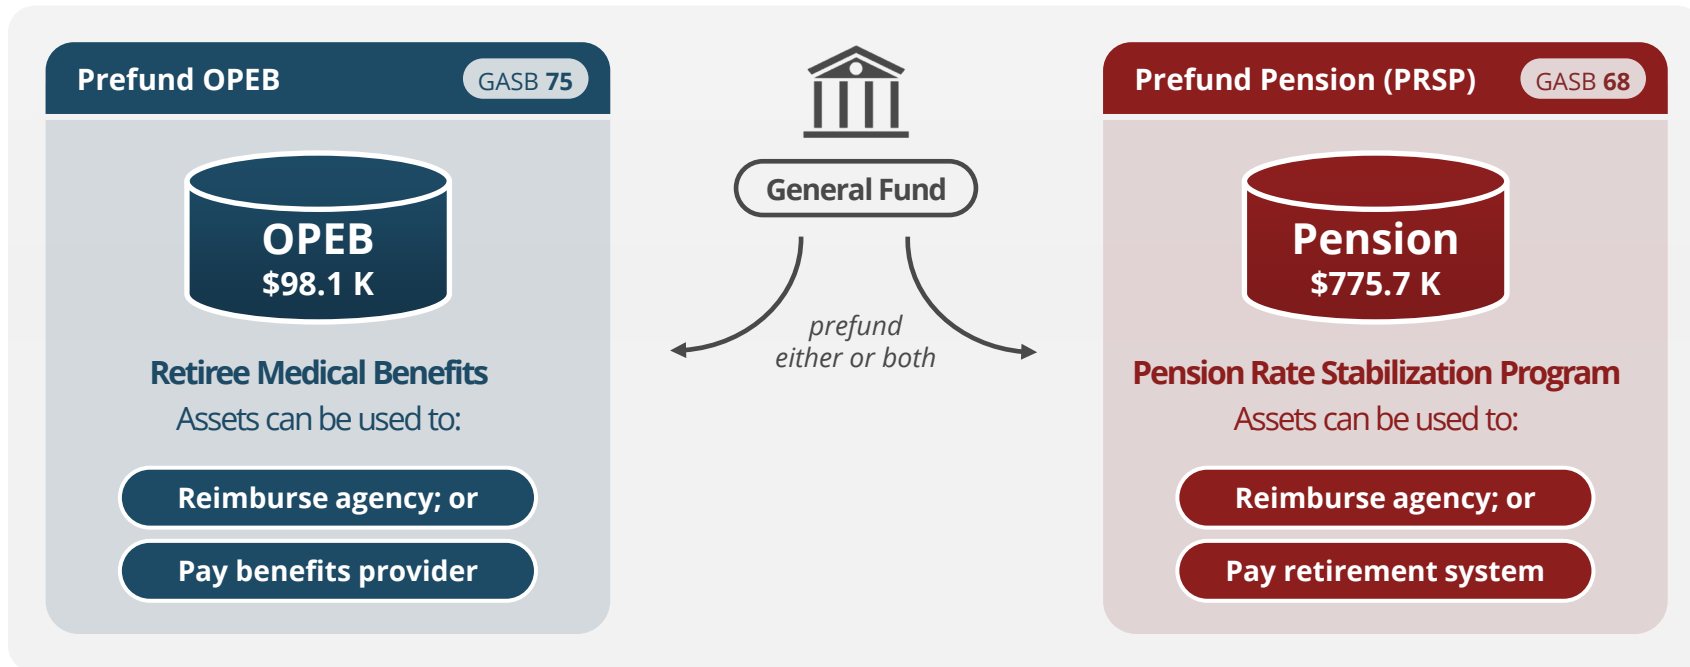 Prefund OPEB
GASB 75
OPEB
$98.1 K
Retiree Medical Benefits
Assets can be used to:
Reimburse agency; or
Pay benefits provider
General Fund
prefund
either or both
Prefund Pension (PRSP)
GASB 68
Pension
$775.7 K
Pension Rate Stabilization Program
Assets can be used to:
Reimburse agency; or
Pay retirement system